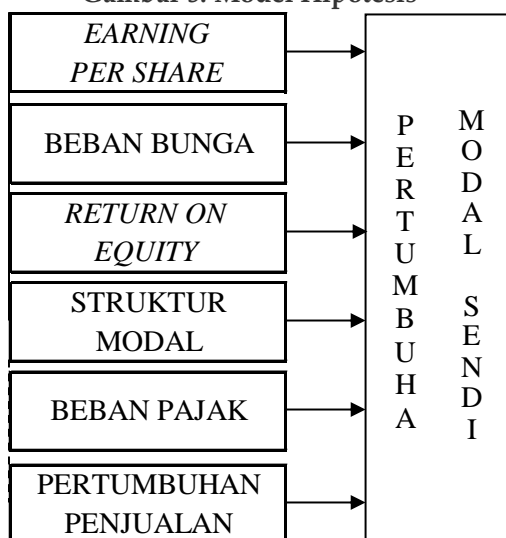 Gambar 3. Model Hipotesis
EARNING
PER SHARE
BEBAN BUNGA
RETURN ON
EQUITY
STRUKTUR
MODAL
BEBAN PAJAK
PERTUMBUHAN
PENJUALAN
PERTUMBUHA
MODAL SENDI